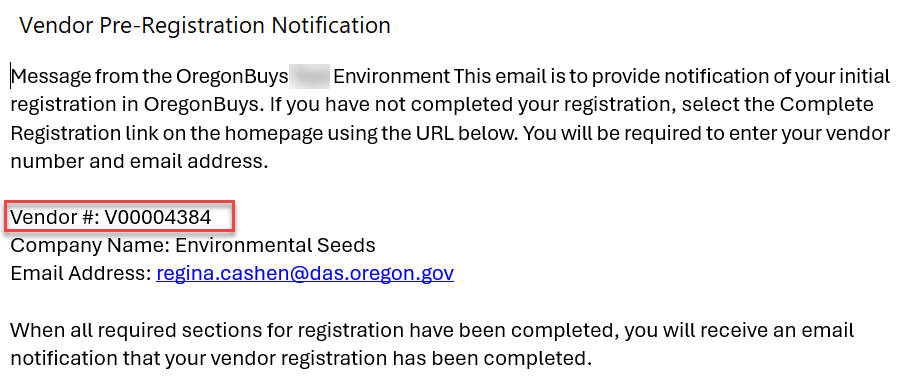 Vendor Pre-Registration Notification
Message from the OregonBuys Environment This email is to provide notification of your initial
registration in OregonBuys. If you have not completed your registration, select the Complete
Registration link on the homepage using the URL below. You will be required to enter your vendor
number and email address.
Vendor #: V00004384
Company Name: Environmental Seeds
Email Address: regina.cashen@das.oregon.gov
When all required sections for registration have been completed, you will receive an email
notification that your vendor registration has been completed.